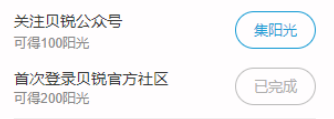 关注贝锐公众号
可得100阳光
集阳光
首次登录贝锐官方社区
可得200阳光
已完成